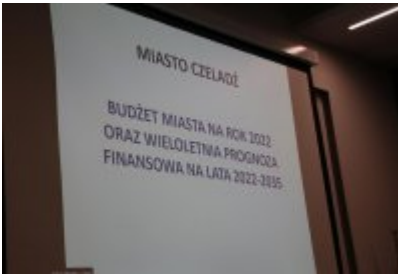 MIASTO CZELADŹ
BUDŻET MIASTA NA ROK 2022
ORAZ WIELOLETNIA PROGNOZA
FINANSOWA NA LATA 2022-2035